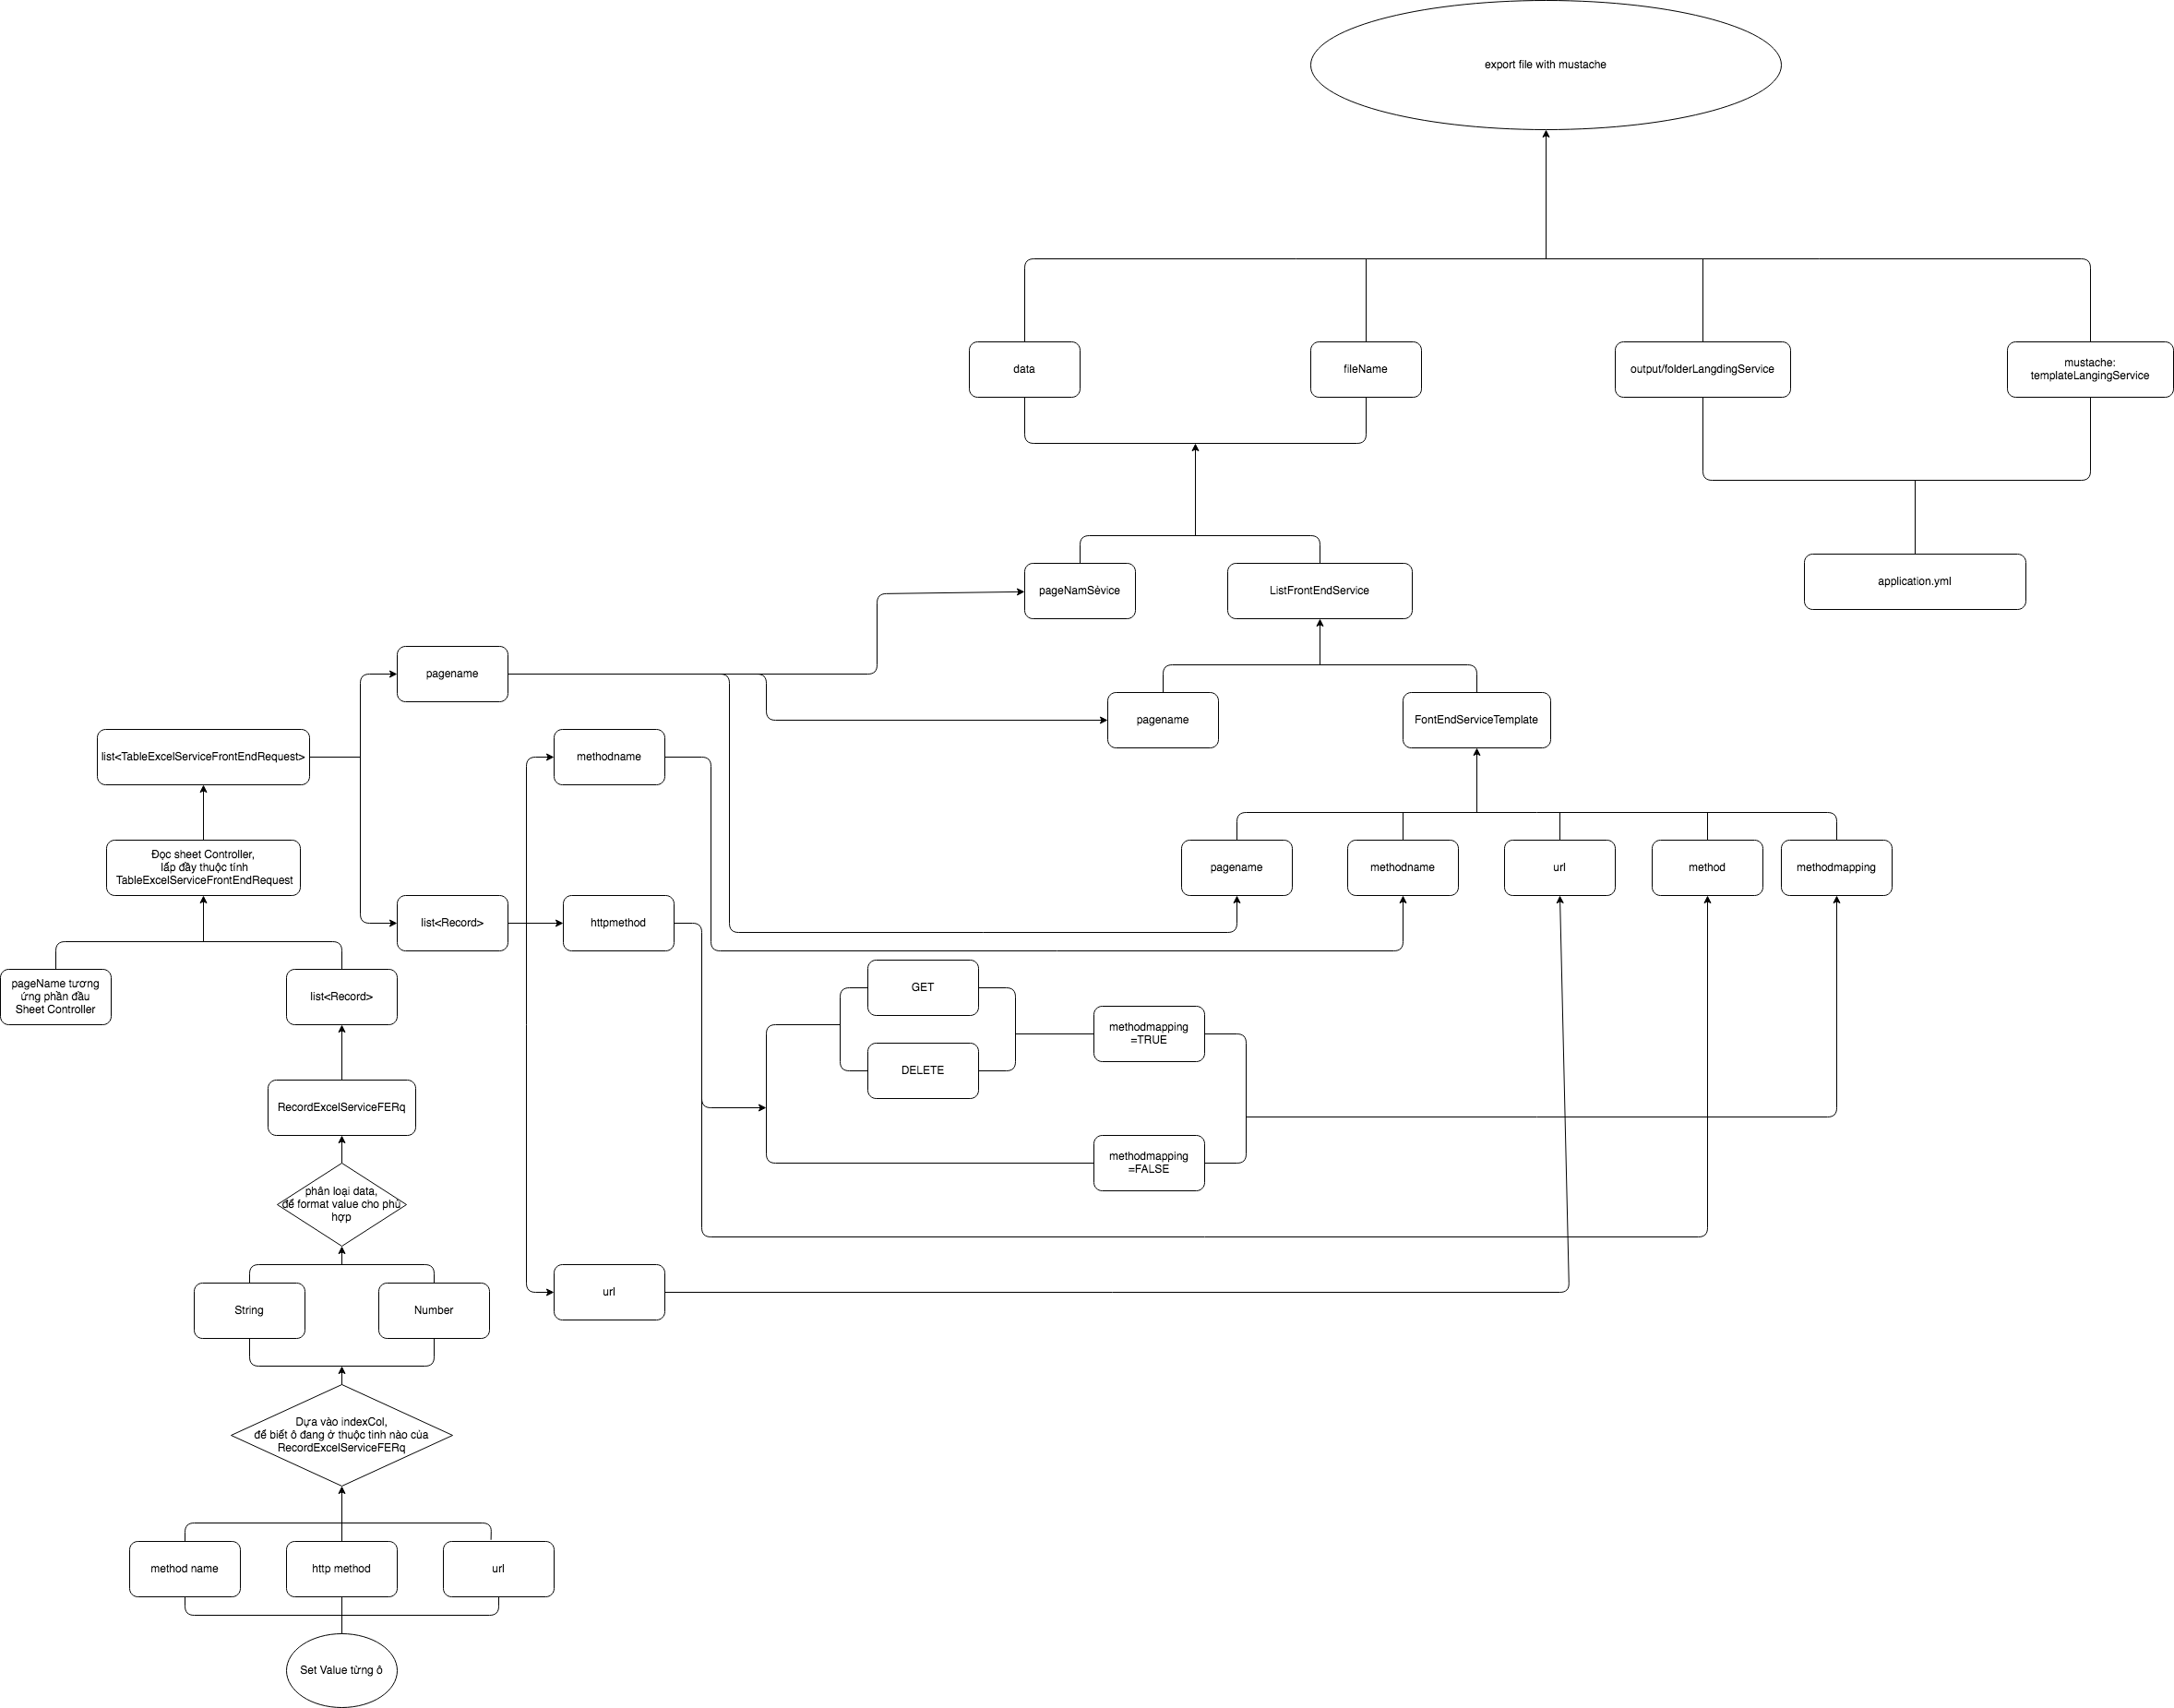 export file with mustache
data
fileName
output/folderLangdingService
mustache:
templateLangingService
pageNamSẻvice
ListFrontEndService
application.yml
pagename
pagename
FontEndServiceTemplate
list<TableExcelServiceFrontEndRequest>
methodname
Đọc sheet Controller,
lấp đầy thuộc tính
TableExcelServiceFrontEndRequest
pagename
methodname
url
method
methodmapping
list<Record>
httpmethod
pageName tương
ứng phần đầu
Sheet Controller
list<Record>
GET
methodmapping
=TRUE
DELETE
RecordExcelServiceFERq
methodmapping
=FALSE
phân loại data,
để format value cho phù
hợp
String
Number
url
Dựa vào indexCol,
để biết ô đang ở thuộc tinh nào của
RecordExcelServiceFERq
method name
http method
url
Set Value từng ô